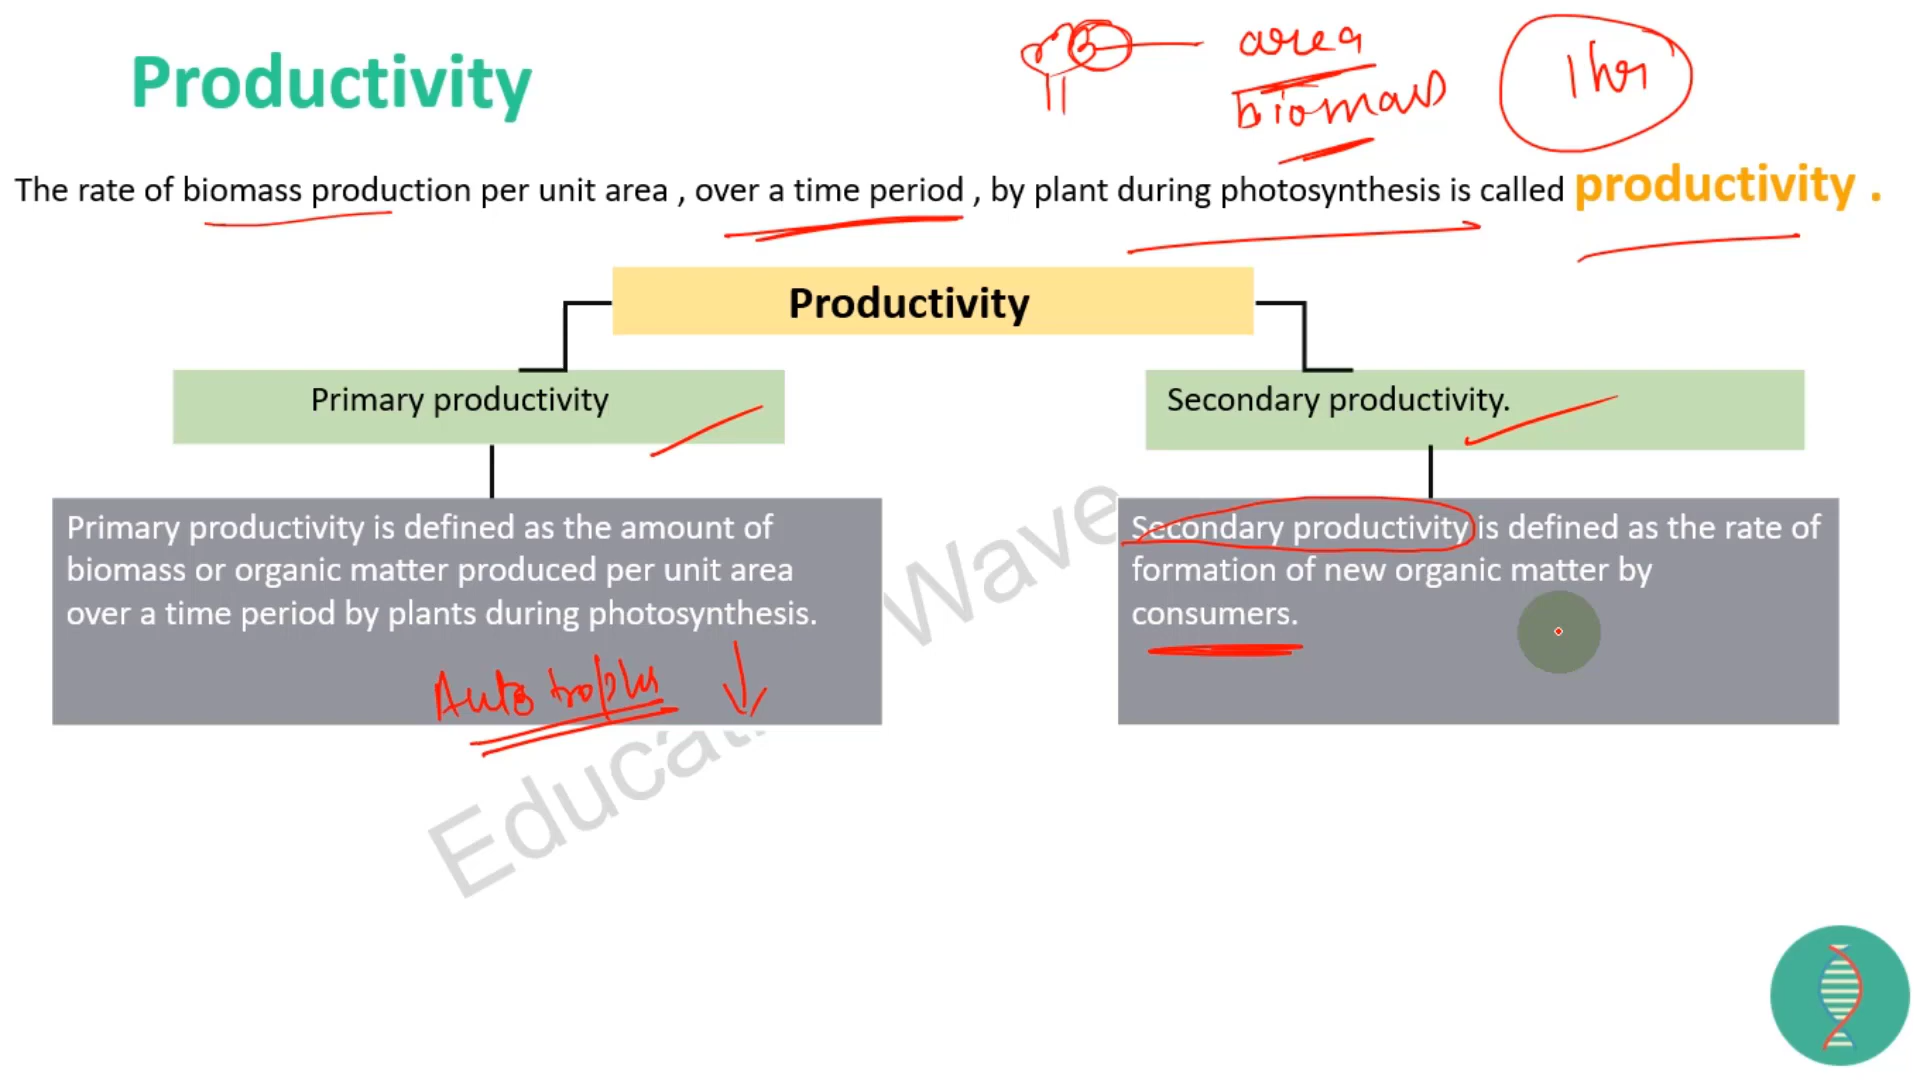 Productivity
area
biomass
1 hr
The rate of biomass production per unit area , over a time period , by plant during photosynthesis is called productivity .
Productivity
Primary productivity
Secondary productivity.
Primary productivity is defined as the amount of
biomass or organic matter produced per unit area
over a time period by plants during photosynthesis.
Autotrophs
Secondary productivity is defined as the rate of
formation of new organic matter by
consumers.
Wave